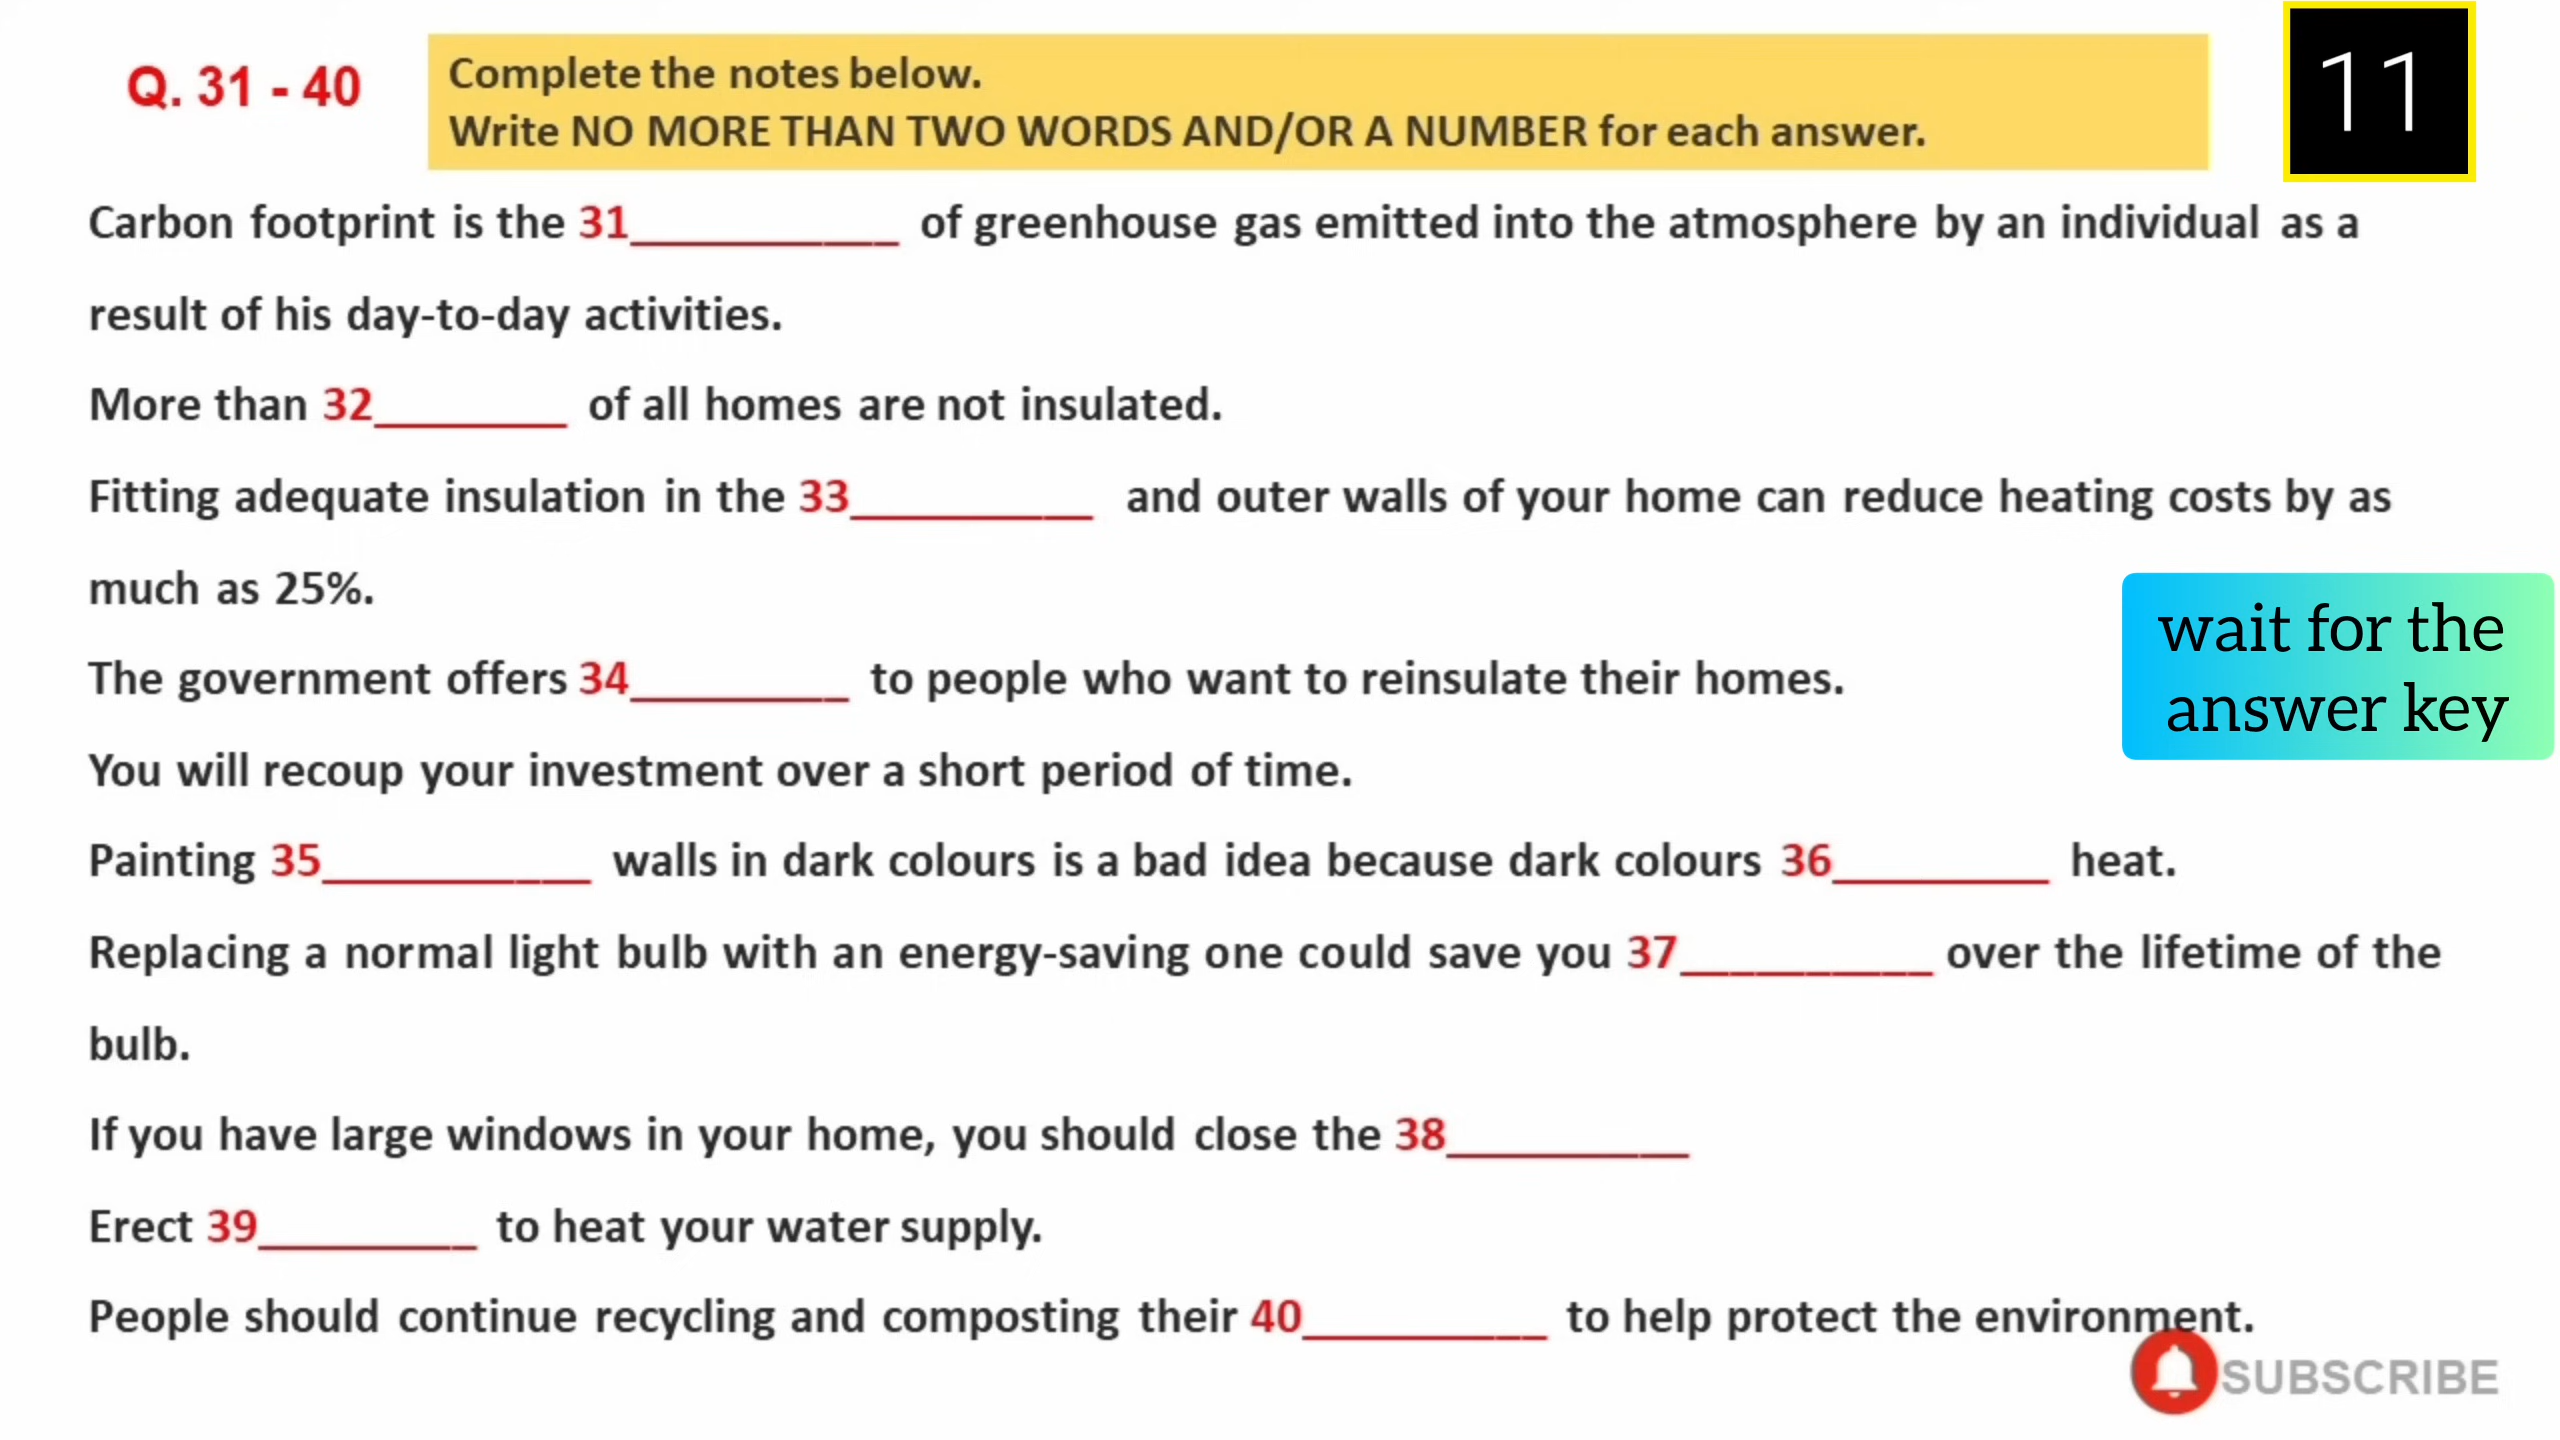 Q. 31 - 40
Complete the notes below.
Write NO MORE THAN TWO WORDS AND/OR A NUMBER for each answer.
11
Carbon footprint is the 31___________ of greenhouse gas emitted into the atmosphere by an individual as a
result of his day-to-day activities.
More than 32________ of all homes are not insulated.
Fitting adequate insulation in the 33__________ and outer walls of your home can reduce heating costs by as
much as 25%.
wait for the
answer key
The government offers 34_________ to people who want to reinsulate their homes.
You will recoup your investment over a short period of time.
Painting 35___________ walls in dark colours is a bad idea because dark colours 36_________ heat.
Replacing a normal light bulb with an energy-saving one could save you 37__________ over the lifetime of the
bulb.
If you have large windows in your home, you should close the 38__________
Erect 39_________ to heat your water supply.
People should continue recycling and composting their 40__________ to help protect the environment.
SUBSCRIBE